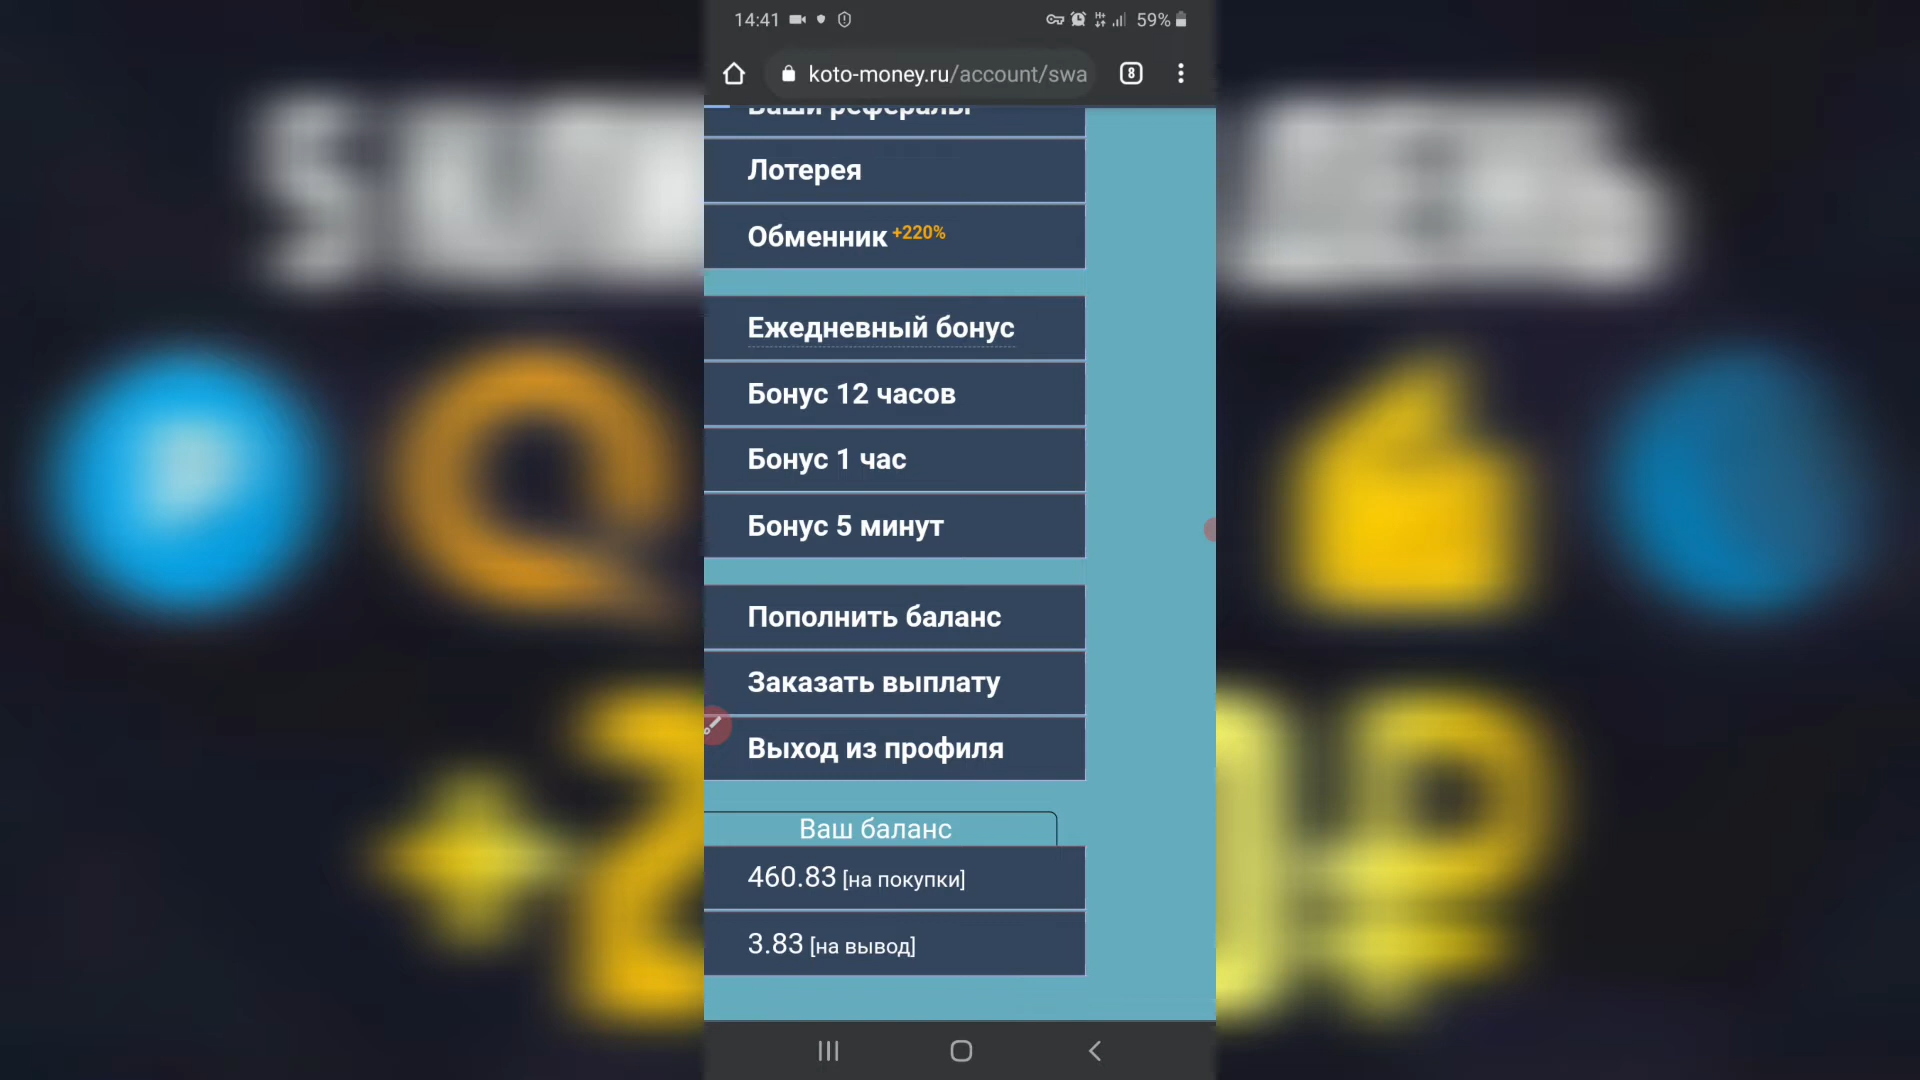 14:41
59%
koto-money.ru/account/swa
8
Ваши рефералы
Лотерея
Обменник +220%
Ежедневный бонус
Бонус 12 часов
Бонус 1 час
Бонус 5 минут
Пополнить баланс
Заказать выплату
Выход из профиля
Ваш баланс
460.83 [на покупки]
3.83 [на вывод]